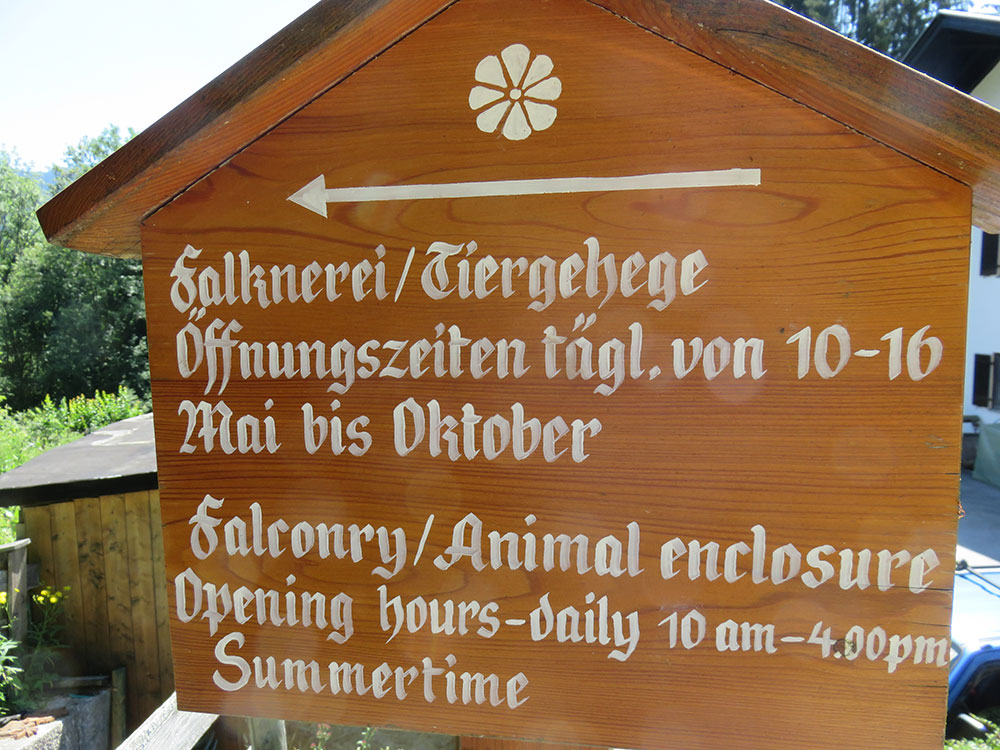 Falknerei/Tiergehege
Öffnungszeiten tägl. von 10-16
Mai bis Oktober
Falconry/Animal enclosure
Opening hours-daily 10 am-4.00pm
Summertime